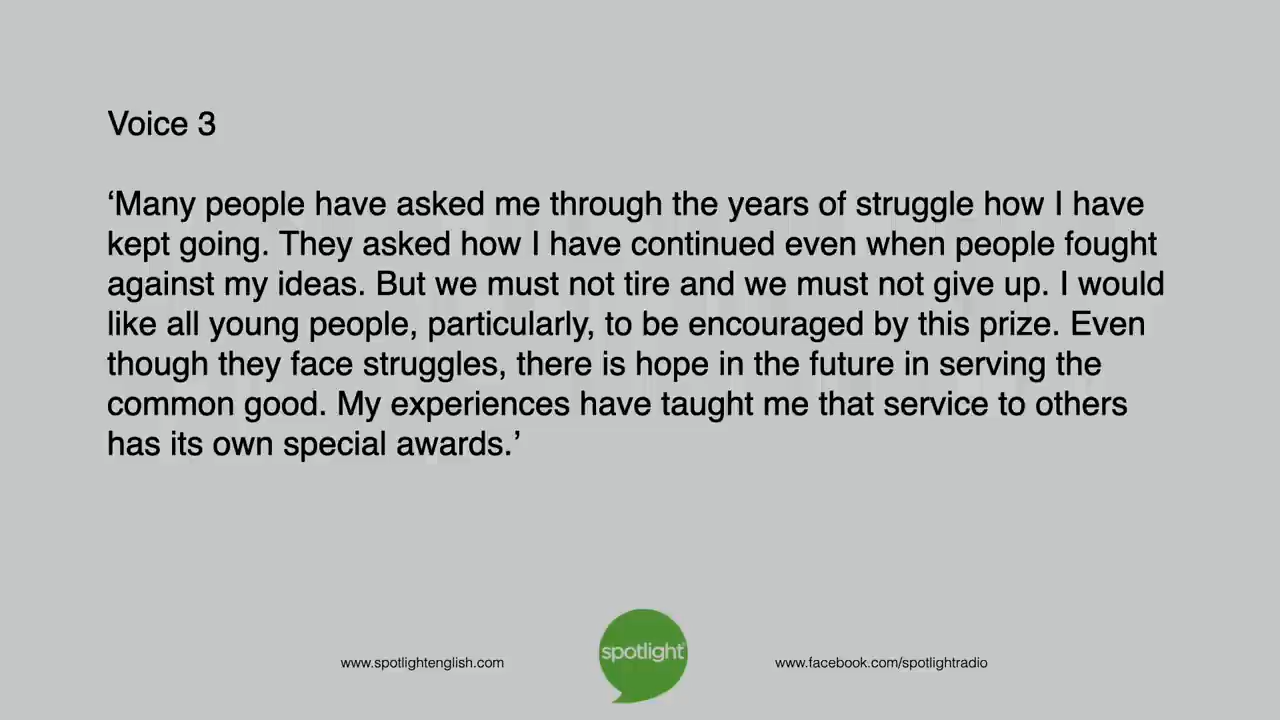 Voice 3
‘Many people have asked me through the years of struggle how I have
kept going. They asked how I have continued even when people fought
against my ideas. But we must not tire and we must not give up. I would
like all young people, particularly, to be encouraged by this prize. Even
though they face struggles, there is hope in the future in serving the
common good. My experiences have taught me that service to others
has its own special awards.’
www.spotlightenglish.com
spotlight
www.facebook.com/spotlightradio